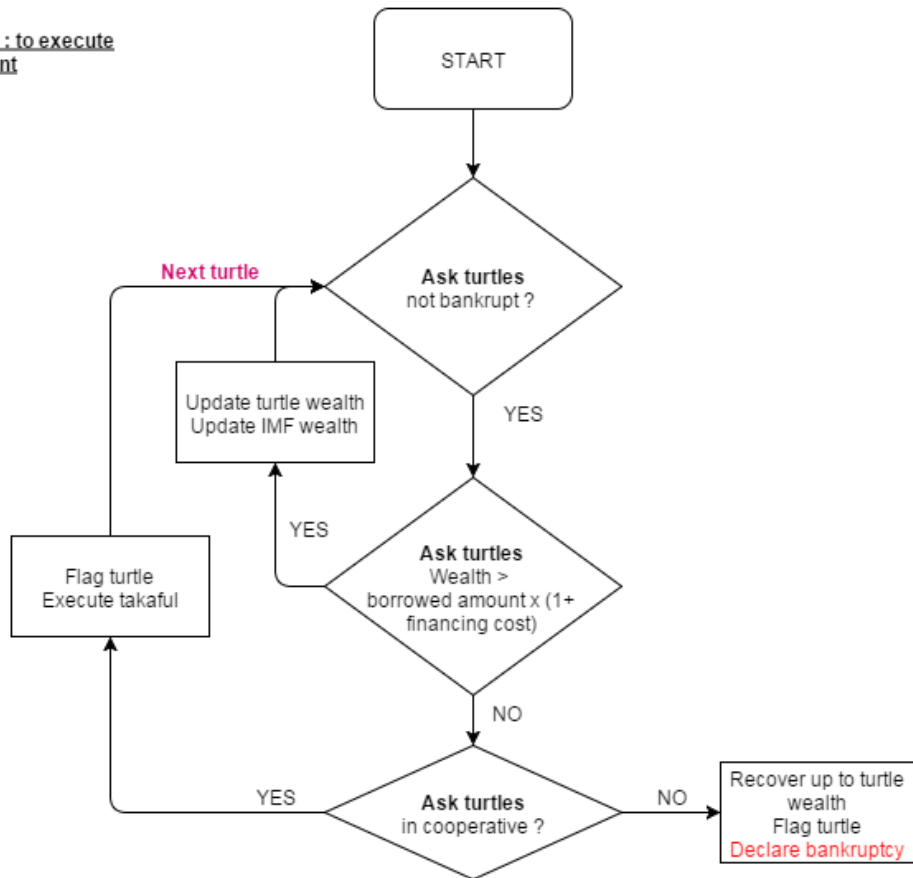 : to execute
START
Ask turtles
not bankrupt ?
Next turtle
Update turtle wealth
Update IMF wealth
YES
YES
Ask turtles
Wealth >
borrowed amount x (1+
financing cost)
Flag turtle
Execute takaful
NO
YES
Ask turtles
in cooperative ?
NO
Recover up to turtle
wealth
Flag turtle
Declare bankruptcy